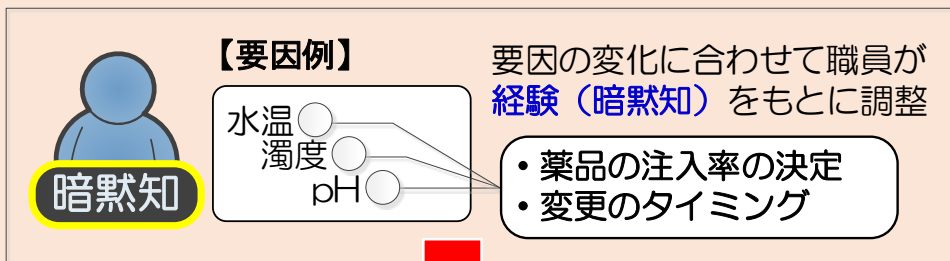 【要因例】
水温
濁度
pH
暗黙知
要因の変化に合わせて職員が
経験（暗黙知）をもとに調整
・薬品の注入率の決定
・変更のタイミング